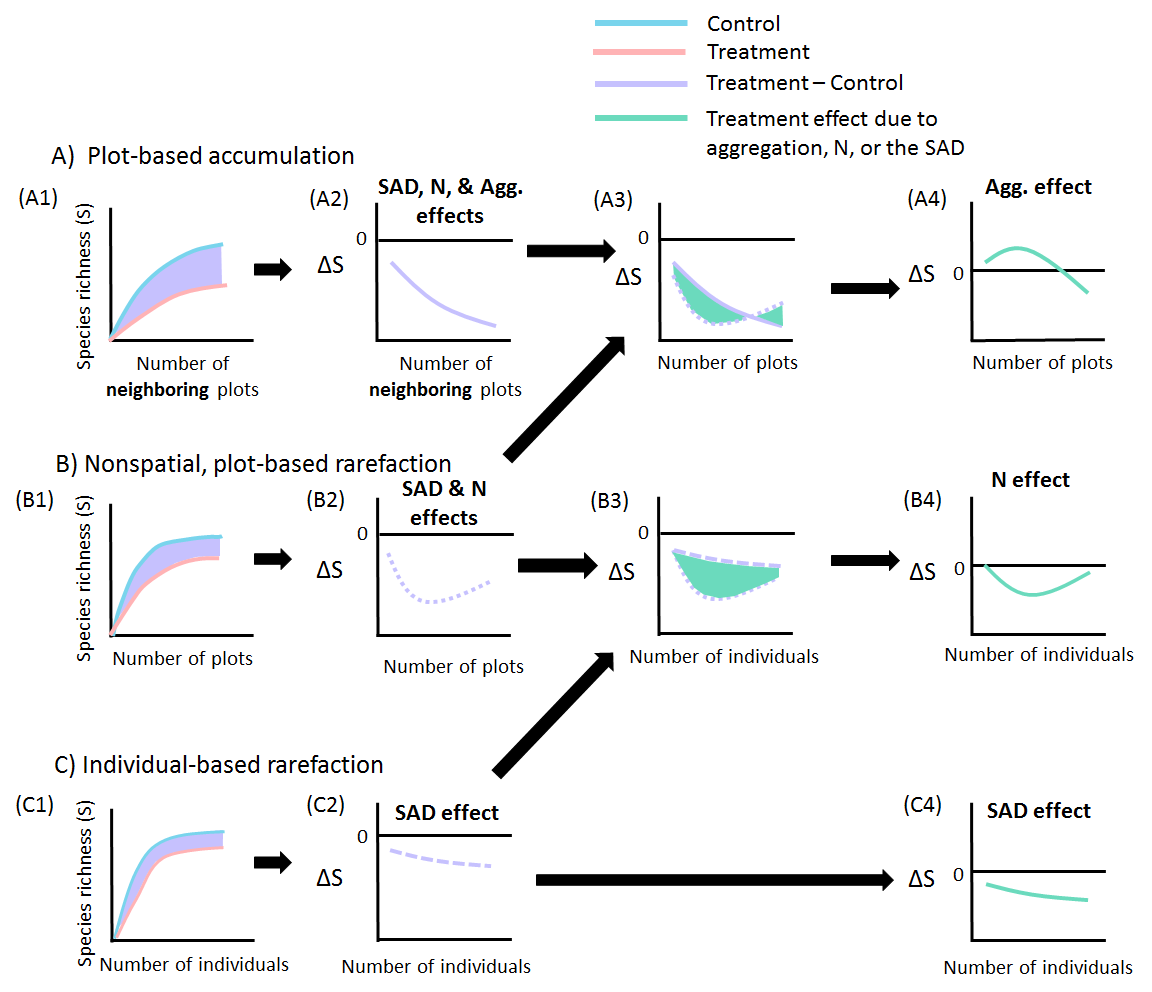 Control
Treatment
Treatment – Control
Treatment effect due to
aggregation, N, or the SAD
A) Plot-based accumulation
(A1)
Species richness (S)
Number of
neighboring plots
(A2)
SAD, N, & Agg.
effects
0
ΔS
Number of
neighboring plots
(A3)
0
ΔS
Number of plots
(A4)
Agg. effect
ΔS
0
Number of plots
B) Nonspatial, plot-based rarefaction
(B1)
Species richness (S)
Number of plots
(B2)
SAD & N
effects
0
ΔS
Number of plots
(B3)
0
ΔS
Number of individuals
(B4)
N effect
0
ΔS
Number of individuals
C) Individual-based rarefaction
(C1)
Species richness (S)
Number of individuals
(C2)
SAD effect
0
ΔS
Number of individuals
(C4)
SAD effect
0
ΔS
Number of individuals